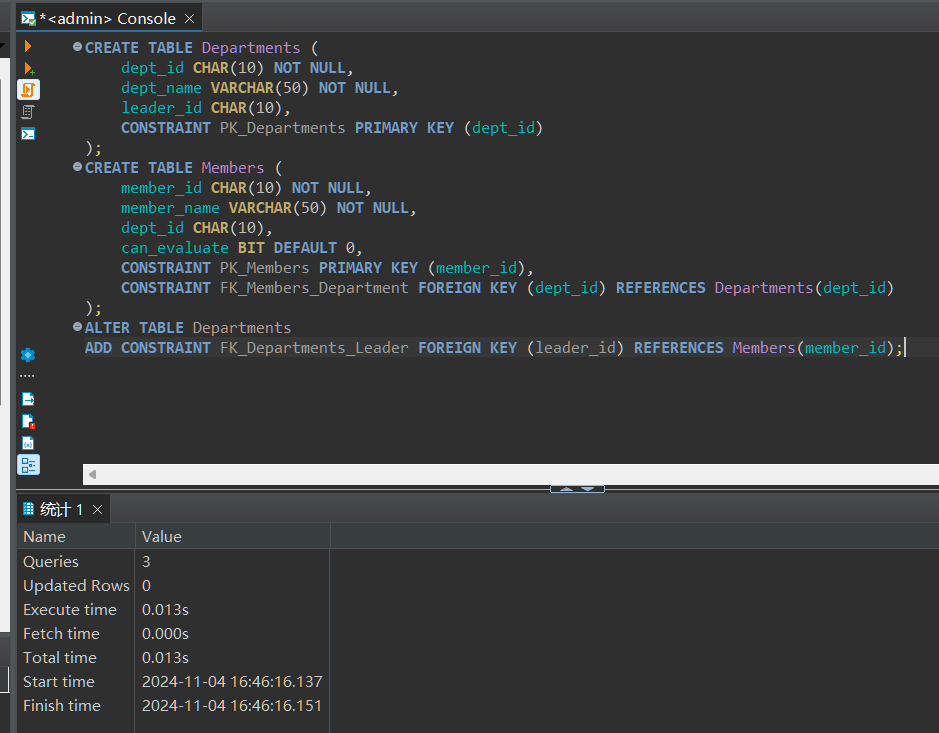 *<admin> Console
CREATE TABLE Departments (
dept_id CHAR(10) NOT NULL,
dept_name VARCHAR(50) NOT NULL,
leader_id CHAR(10),
CONSTRAINT PK_Departments PRIMARY KEY (dept_id)
);
CREATE TABLE Members (
member_id CHAR(10) NOT NULL,
member_name VARCHAR(50) NOT NULL,
dept_id CHAR(10),
can_evaluate BIT DEFAULT 0,
CONSTRAINT PK_Members PRIMARY KEY (member_id),
CONSTRAINT FK_Members_Department FOREIGN KEY (dept_id) REFERENCES Departments(dept_id)
);
ALTER TABLE Departments
ADD CONSTRAINT FK_Departments_Leader FOREIGN KEY (leader_id) REFERENCES Members(member_id);
统计 1
Name Value
Queries 3
Updated Rows 0
Execute time 0.013s
Fetch time 0.000s
Total time 0.013s
Start time 2024-11-04 16:46:16.137
Finish time 2024-11-04 16:46:16.151